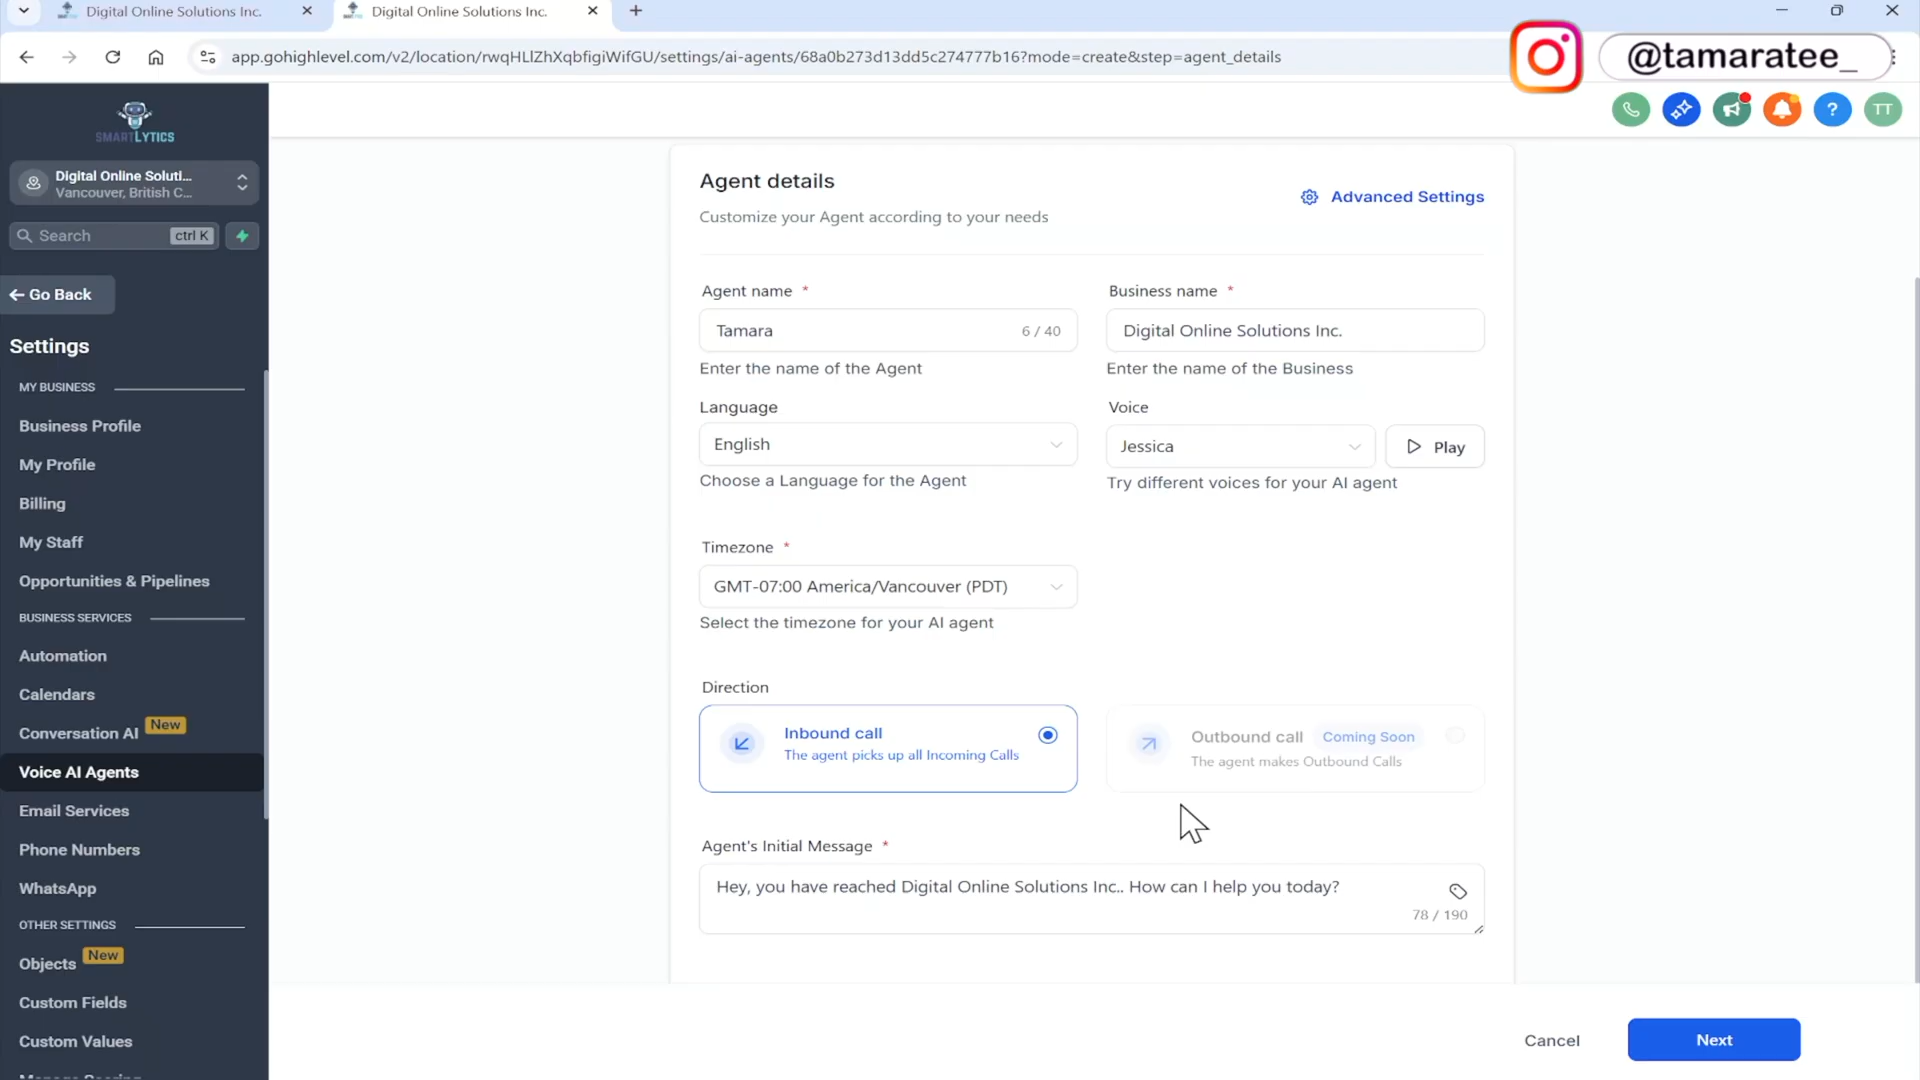 Digital Online Solutions Inc.
Digital Online Solutions Inc.
app.gohighlevel.com/v2/location/rwqHLlZhXqbfigiWifGU/settings/ai-agents/68a0b273d13dd5c274777b16?mode=create&step=agent_details
@tamaratee_
SMARTLYTICS
TT
Digital Online Soluti...
Vancouver, British C...
Search
ctrl K
Go Back
Settings
MY BUSINESS
Business Profile
My Profile
Billing
My Staff
Opportunities & Pipelines
BUSINESS SERVICES
Automation
Calendars
Conversation AI New
Voice AI Agents
Email Services
Phone Numbers
WhatsApp
OTHER SETTINGS
Objects New
Custom Fields
Custom Values
Agent details
Advanced Settings
Customize your Agent according to your needs
Agent name *
Business name *
Tamara 6 / 40
Digital Online Solutions Inc.
Enter the name of the Agent
Enter the name of the Business
Language
Voice
English
Jessica
Play
Choose a Language for the Agent
Try different voices for your AI agent
Timezone *
GMT-07:00 America/Vancouver (PDT)
Select the timezone for your AI agent
Direction
Inbound call
The agent picks up all Incoming Calls
Outbound call Coming Soon
The agent makes Outbound Calls
Agent's Initial Message *
Hey, you have reached Digital Online Solutions Inc.. How can I help you today?
78 / 190
Cancel
Next